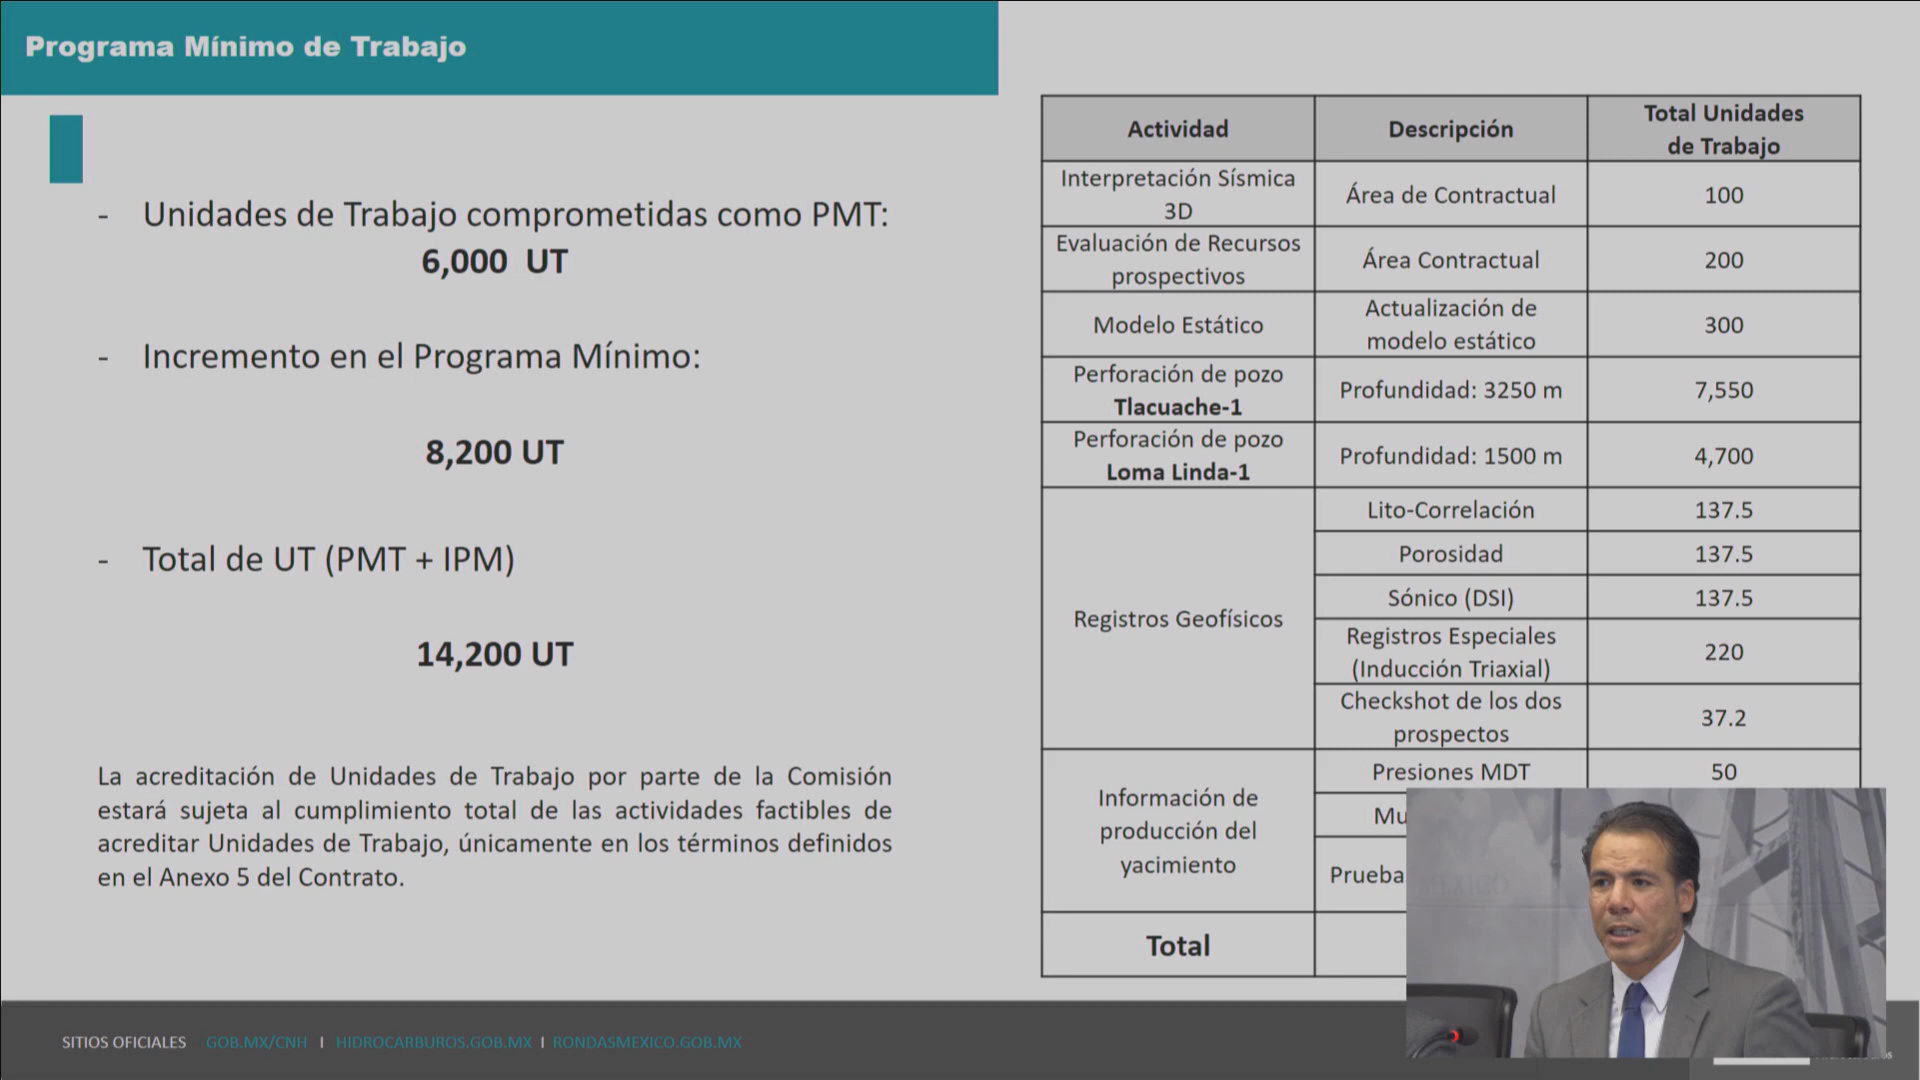 Programa Mínimo de Trabajo
- Unidades de Trabajo comprometidas como PMT:
6,000 UT
- Incremento en el Programa Mínimo:
8,200 UT
- Total de UT (PMT + IPM)
14,200 UT
La acreditación de Unidades de Trabajo por parte de la Comisión
estará sujeta al cumplimiento total de las actividades factibles de
acreditar Unidades de Trabajo, únicamente en los términos definidos
en el Anexo 5 del Contrato.
Actividad
Descripción
Total Unidades
de Trabajo
Interpretación Sísmica
3D
Área de Contractual
100
Evaluación de Recursos
prospectivos
Área Contractual
200
Modelo Estático
Actualización de
modelo estático
300
Perforación de pozo
Tlacuache-1
Profundidad: 3250 m
7,550
Perforación de pozo
Loma Linda-1
Profundidad: 1500 m
4,700
Registros Geofísicos
Lito-Correlación
137.5
Porosidad
137.5
Sónico (DSI)
137.5
Registros Especiales
(Inducción Triaxial)
220
Checkshot de los dos
prospectos
37.2
Información de
producción del
yacimiento
Presiones MDT
50
Mu
Prueba
Total
SITIOS OFICIALES GOB.MX/CNH I HIDROCARBUROS.GOB.MX I RONDASMEXICO.GOB.MX